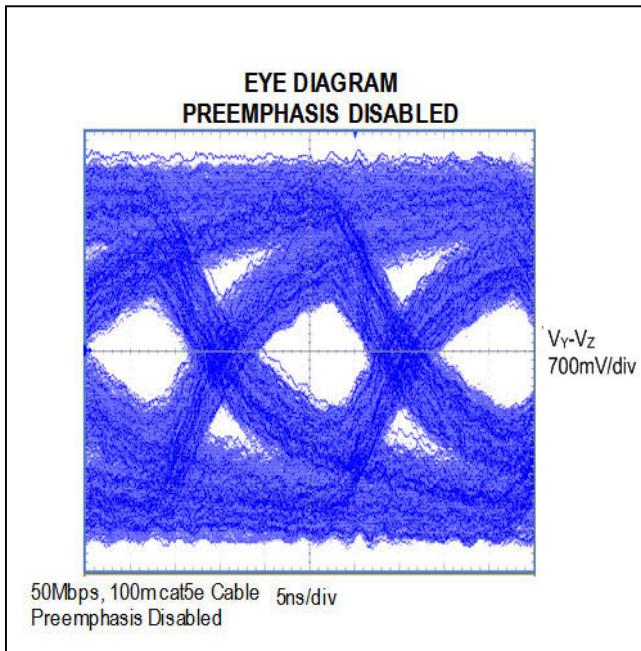 EYE DIAGRAM
PREEMPHASIS DISABLED
VY-VZ
700mV/div
50Mbps, 100m cat5e Cable
5ns/div
Preemphasis Disabled